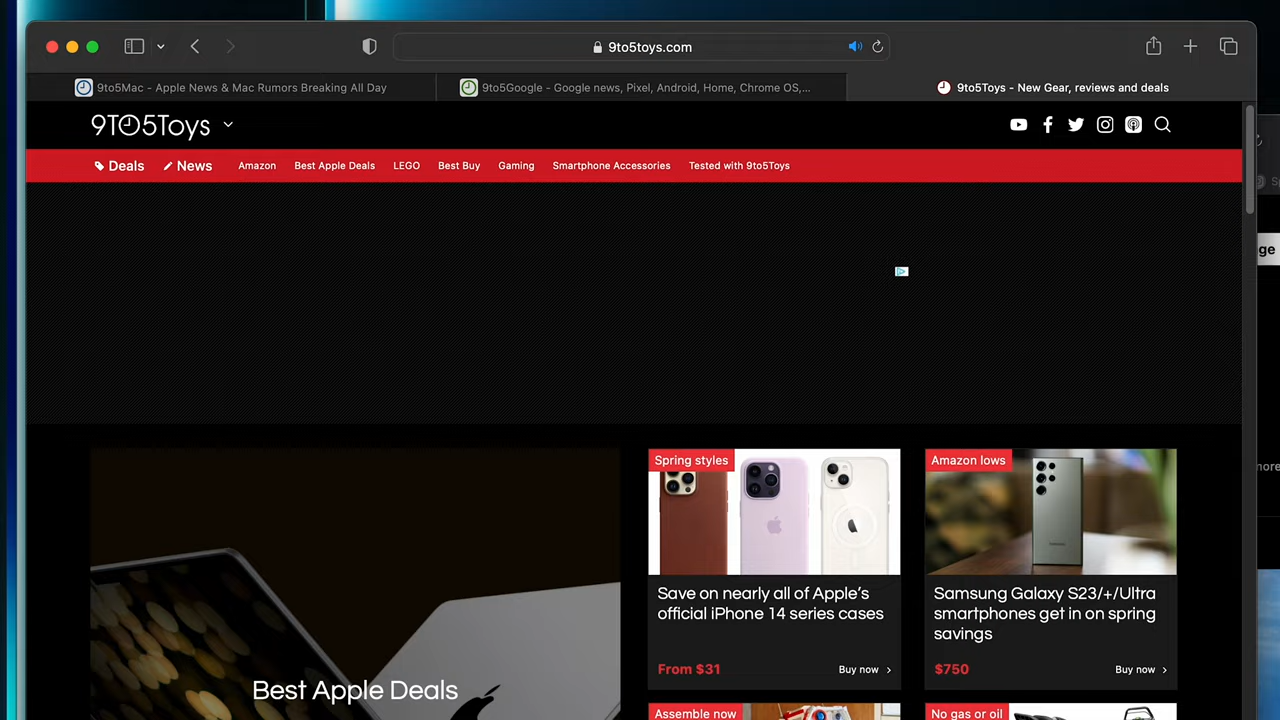 9to5toys.com
9to5Mac - Apple News & Mac Rumors Breaking All Day
9to5Google - Google news, Pixel, Android, Home, Chrome OS,...
9to5Toys - New Gear, reviews and deals
9TO5Toys
Deals
News
Amazon
Best Apple Deals
LEGO
Best Buy
Gaming
Smartphone Accessories
Tested with 9to5Toys
ge
Best Apple Deals
Spring styles
Save on nearly all of Apple's
official iPhone 14 series cases
From $31
Buy now
Amazon lows
SAMSUNG
Samsung Galaxy S23/+/Ultra
smartphones get in on spring
savings
$750
Buy now
Assemble now
No gas or oil